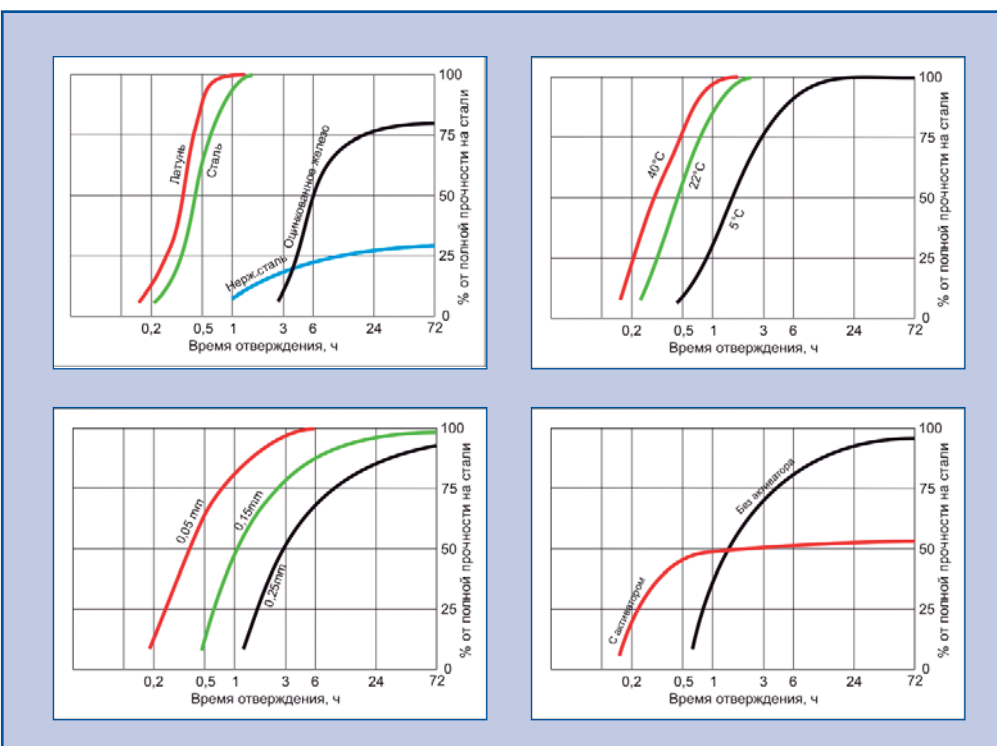 Латунь
Сталь
Оцинкованное железо
Нерж.сталь
100
75
50
25
0
% от полной прочности на стали
0,2 0,5 1 3 6 24 72
Время отверждения, ч
40°C
22°C
5°C
100
75
50
25
0
% от полной прочности на стали
0,2 0,5 1 3 6 24 72
Время отверждения, ч
0,05 mm
0,15mm
0,25mm
100
75
50
25
0
% от полной прочности на стали
0,2 0,5 1 3 6 24 72
Время отверждения, ч
Без активатора
С активатором
100
75
50
25
0
% от полной прочности на стали
0,2 0,5 1 3 6 24 72
Время отверждения, ч